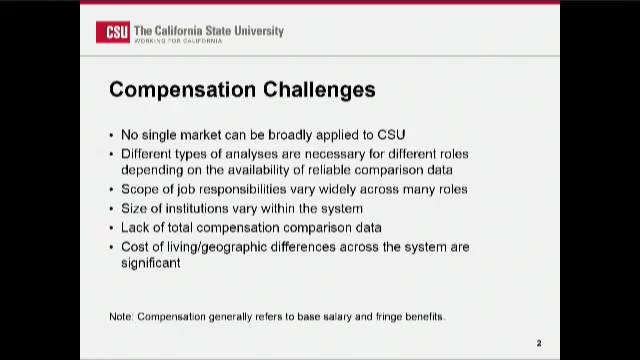 CSU The California State University
WORKING FOR CALIFORNIA
Compensation Challenges
• No single market can be broadly applied to CSU
• Different types of analyses are necessary for different roles
depending on the availability of reliable comparison data
• Scope of job responsibilities vary widely across many roles
• Size of institutions vary within the system
• Lack of total compensation comparison data
• Cost of living/geographic differences across the system are
significant
Note: Compensation generally refers to base salary and fringe benefits.
2